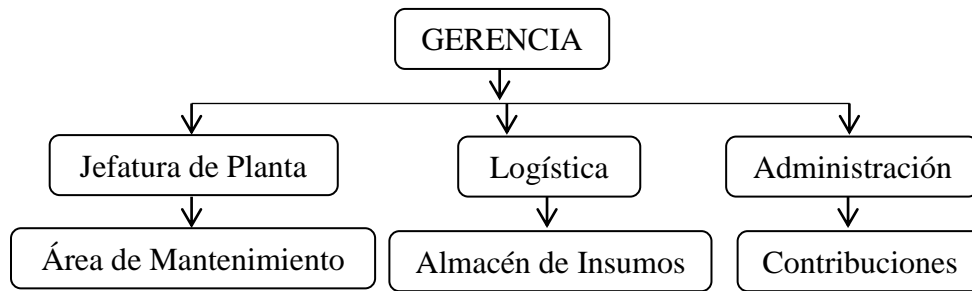 GERENCIA
Jefatura de Planta
Logística
Administración
Área de Mantenimiento
Almacén de Insumos
Contribuciones